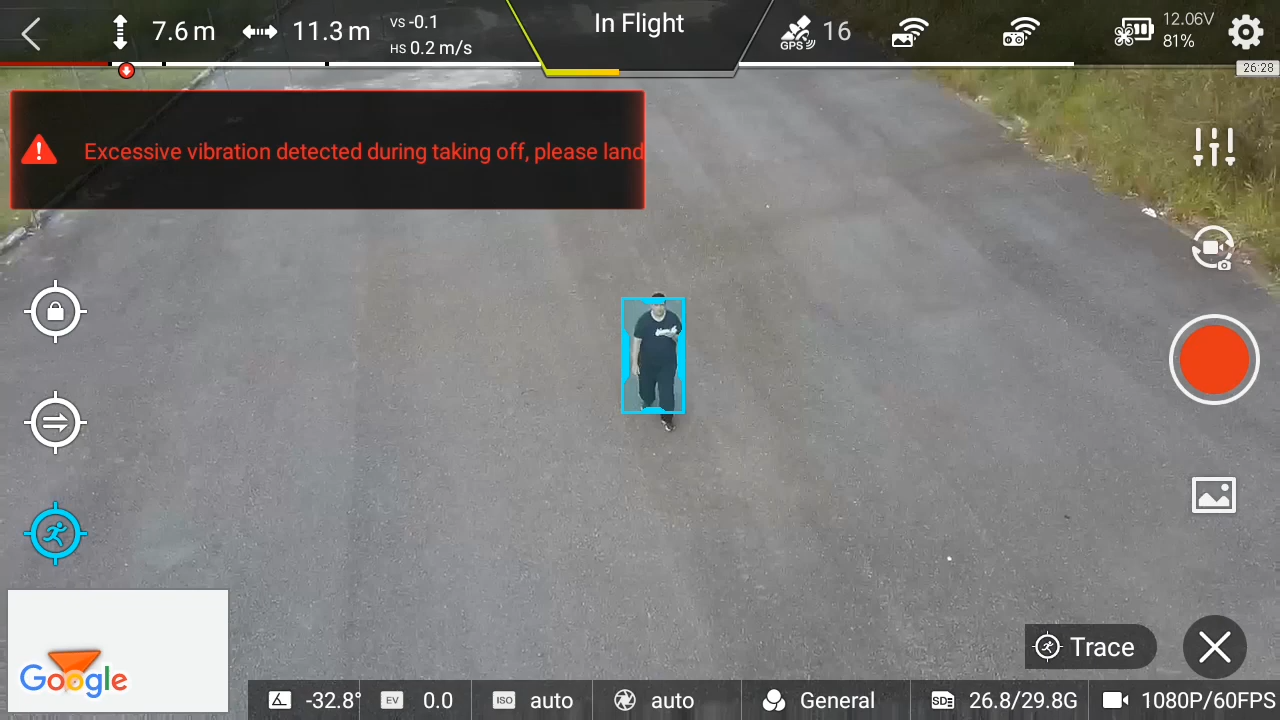 7.6 m
11.3 m
VS -0.1
HS 0.2 m/s
In Flight
GPS
16
12.06V
81%
26:28
Excessive vibration detected during taking off, please land
Trace
Google
-32.8°
EV
0.0
ISO
auto
auto
General
SD
26.8/29.8G
1080P/60FPS